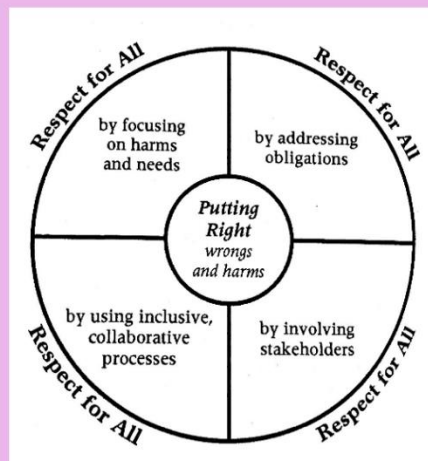 Respect for All
Respect for All
by focusing
on harms
and needs
by addressing
obligations
Putting
Right
wrongs
and harms
by using inclusive,
collaborative
processes
by involving
stakeholders
Respect for All
Respect for All